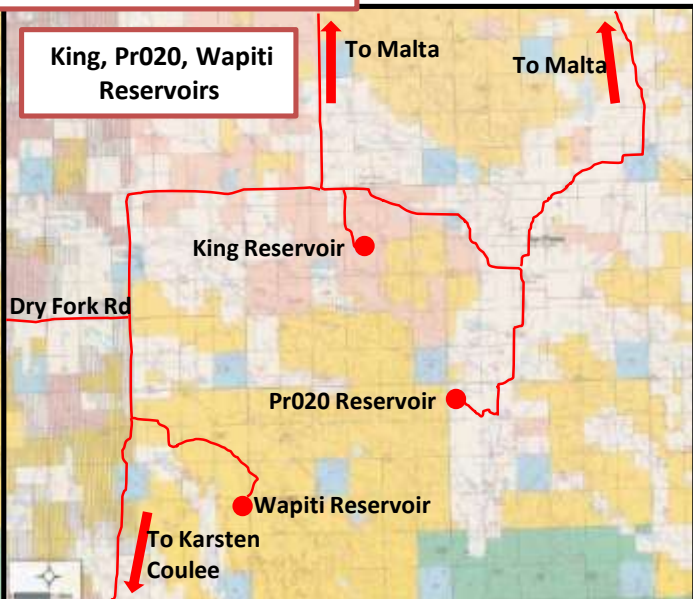 King, Pr020, Wapiti
Reservoirs
To Malta
To Malta
King Reservoir
Dry Fork Rd
Pr020 Reservoir
Wapiti Reservoir
To Karsten
Coulee